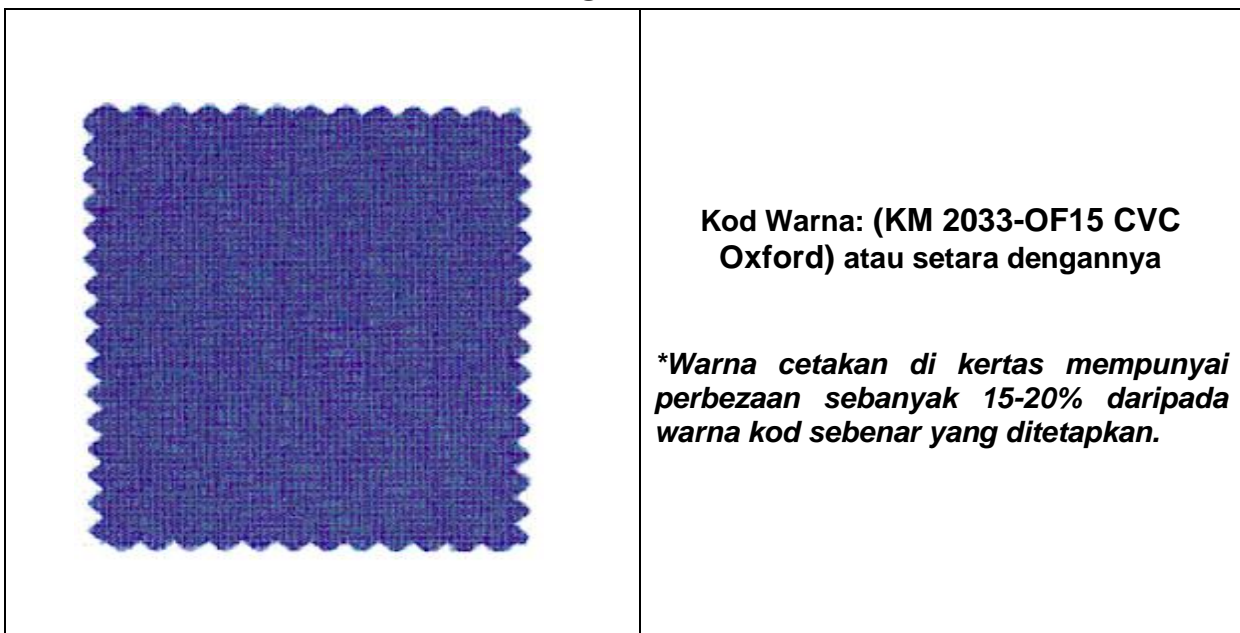 Kod Warna: (KM 2033-OF15 CVC
Oxford) atau setara dengannya
*Warna cetakan di kertas mempunyai
perbezaan sebanyak 15-20% daripada
warna kod sebenar yang ditetapkan.